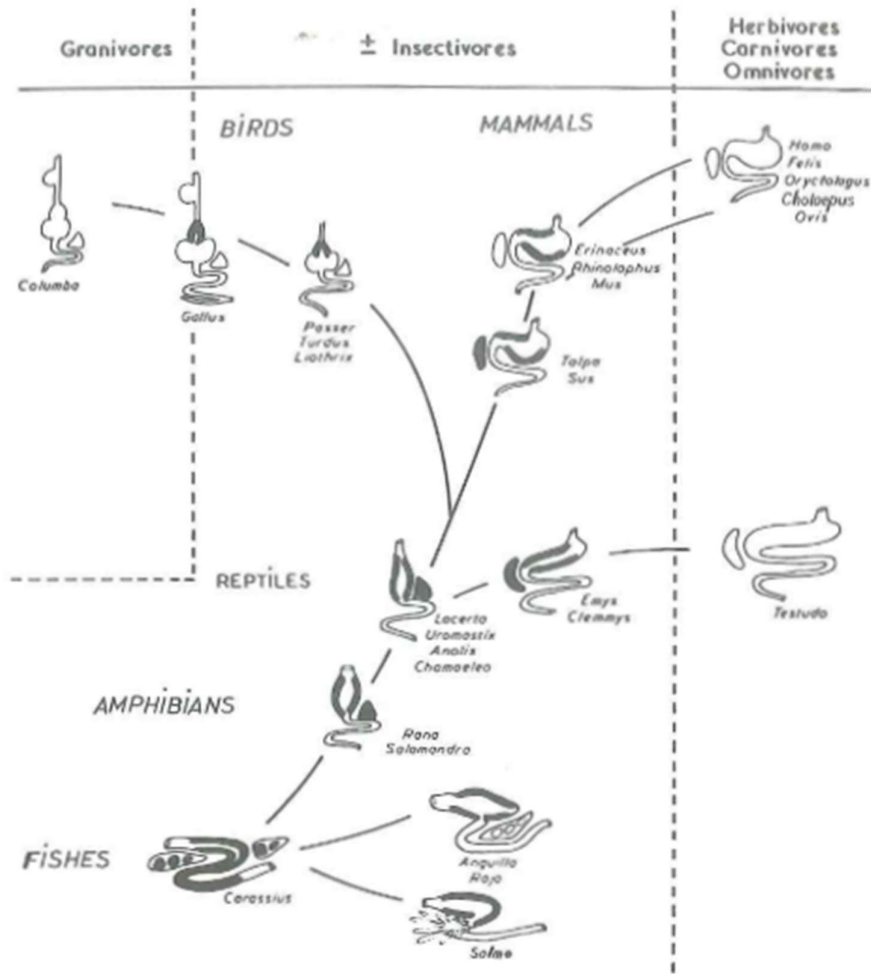 Granivores
± Insectivores
Herbivores
Carnivores
Omnivores
BiRDS
MAMMALS
Homo
Felis
Oryctolagus
Choloepus
Ovis
Columba
Gallus
Passer
Turdus
Liothrix
Erinaceus
Rhinolophus
Mus
Talpa
Sus
REPTiLES
Lacerta
Uromastix
Anolis
Chamaeleo
Emys
Clemmys
Testudo
AMPHiBiANS
Rana
Salamandra
FiSHES
Carassius
Anguilla
Raja
Salmo